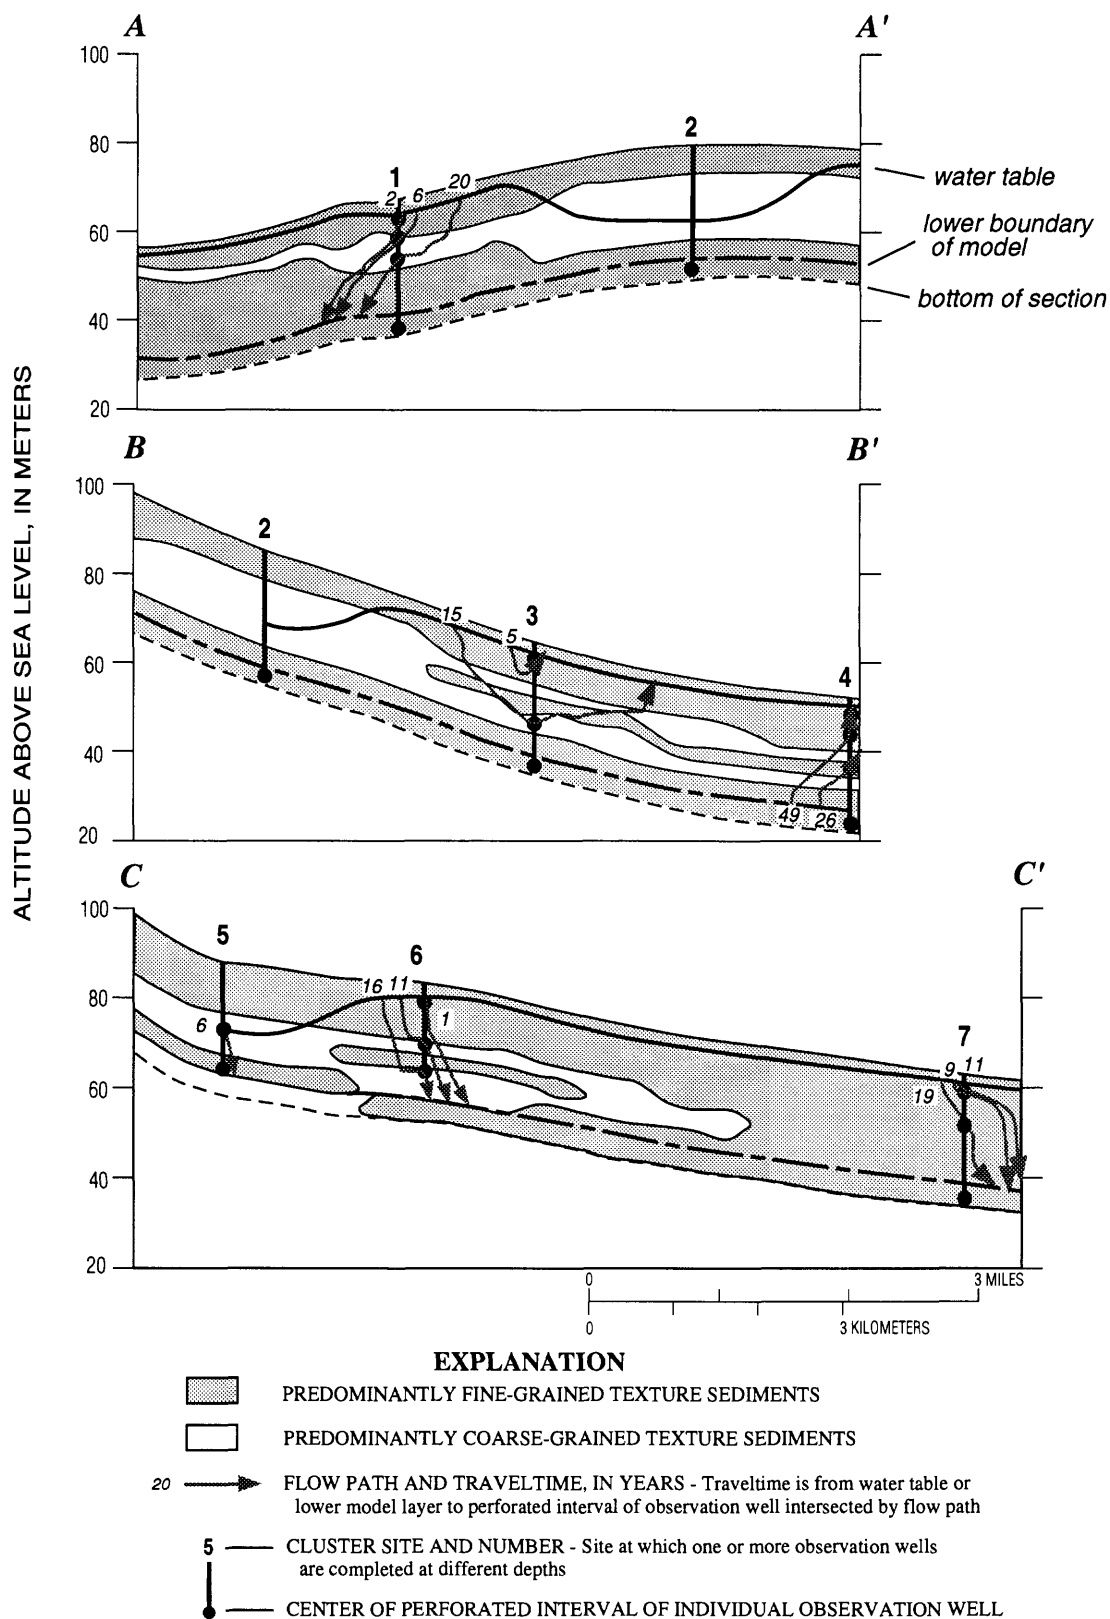 A A'
100
80
60
40
20
1
2 6 20
2
water table
lower boundary
of model
bottom of section
ALTITUDE ABOVE SEA LEVEL, IN METERS
B B'
100
80
60
40
20
2
15
5
3
4
49 26
C C'
100
80
60
40
20
5
6
6
16 11
1
7
9 11
19
0 3 MILES
0 3 KILOMETERS
EXPLANATION
PREDOMINANTLY FINE-GRAINED TEXTURE SEDIMENTS
PREDOMINANTLY COARSE-GRAINED TEXTURE SEDIMENTS
20 FLOW PATH AND TRAVELTIME, IN YEARS - Traveltime is from water table or
lower model layer to perforated interval of observation well intersected by flow path
5 CLUSTER SITE AND NUMBER - Site at which one or more observation wells
are completed at different depths
CENTER OF PERFORATED INTERVAL OF INDIVIDUAL OBSERVATION WELL